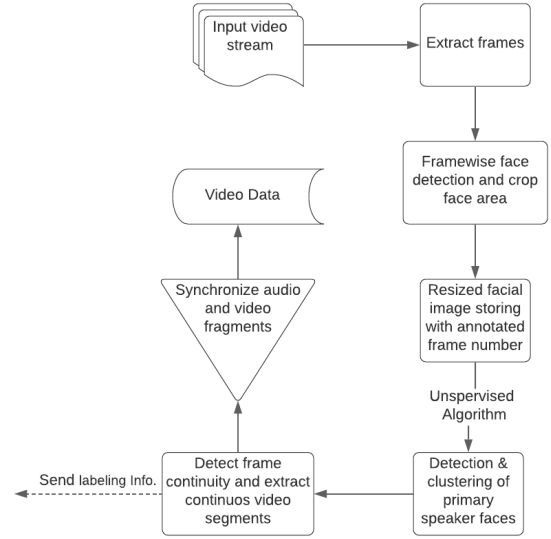 Input video
stream
Extract frames
Framewise face
detection and crop
face area
Video Data
Synchronize audio
and video
fragments
Resized facial
image storing
with annotated
frame number
Unspervised
Algorithm
Detect frame
continuity and extract
continuos video
segments
Detection &
clustering of
primary
speaker faces
Send labeling Info.